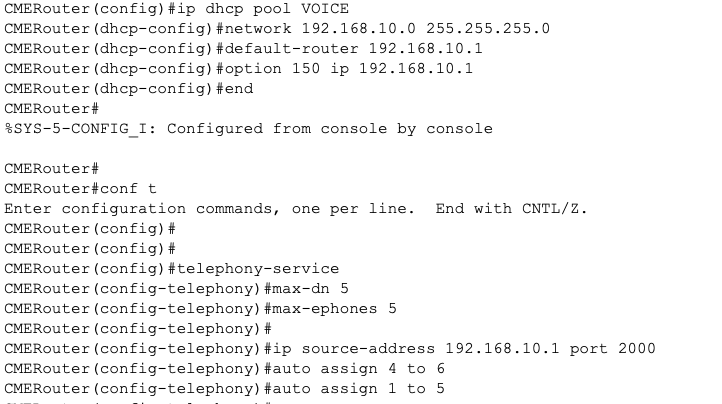 CMERouter(config)#ip dhcp pool VOICE
CMERouter(dhcp-config)#network 192.168.10.0 255.255.255.0
CMERouter(dhcp-config)#default-router 192.168.10.1
CMERouter(dhcp-config)#option 150 ip 192.168.10.1
CMERouter(dhcp-config)#end
CMERouter#
%SYS-5-CONFIG_I: Configured from console by console
CMERouter#
CMERouter#conf t
Enter configuration commands, one per line.  End with CNTL/Z.
CMERouter(config)#
CMERouter(config)#
CMERouter(config)#telephony-service
CMERouter(config-telephony)#max-dn 5
CMERouter(config-telephony)#max-ephones 5
CMERouter(config-telephony)#
CMERouter(config-telephony)#ip source-address 192.168.10.1 port 2000
CMERouter(config-telephony)#auto assign 4 to 6
CMERouter(config-telephony)#auto assign 1 to 5